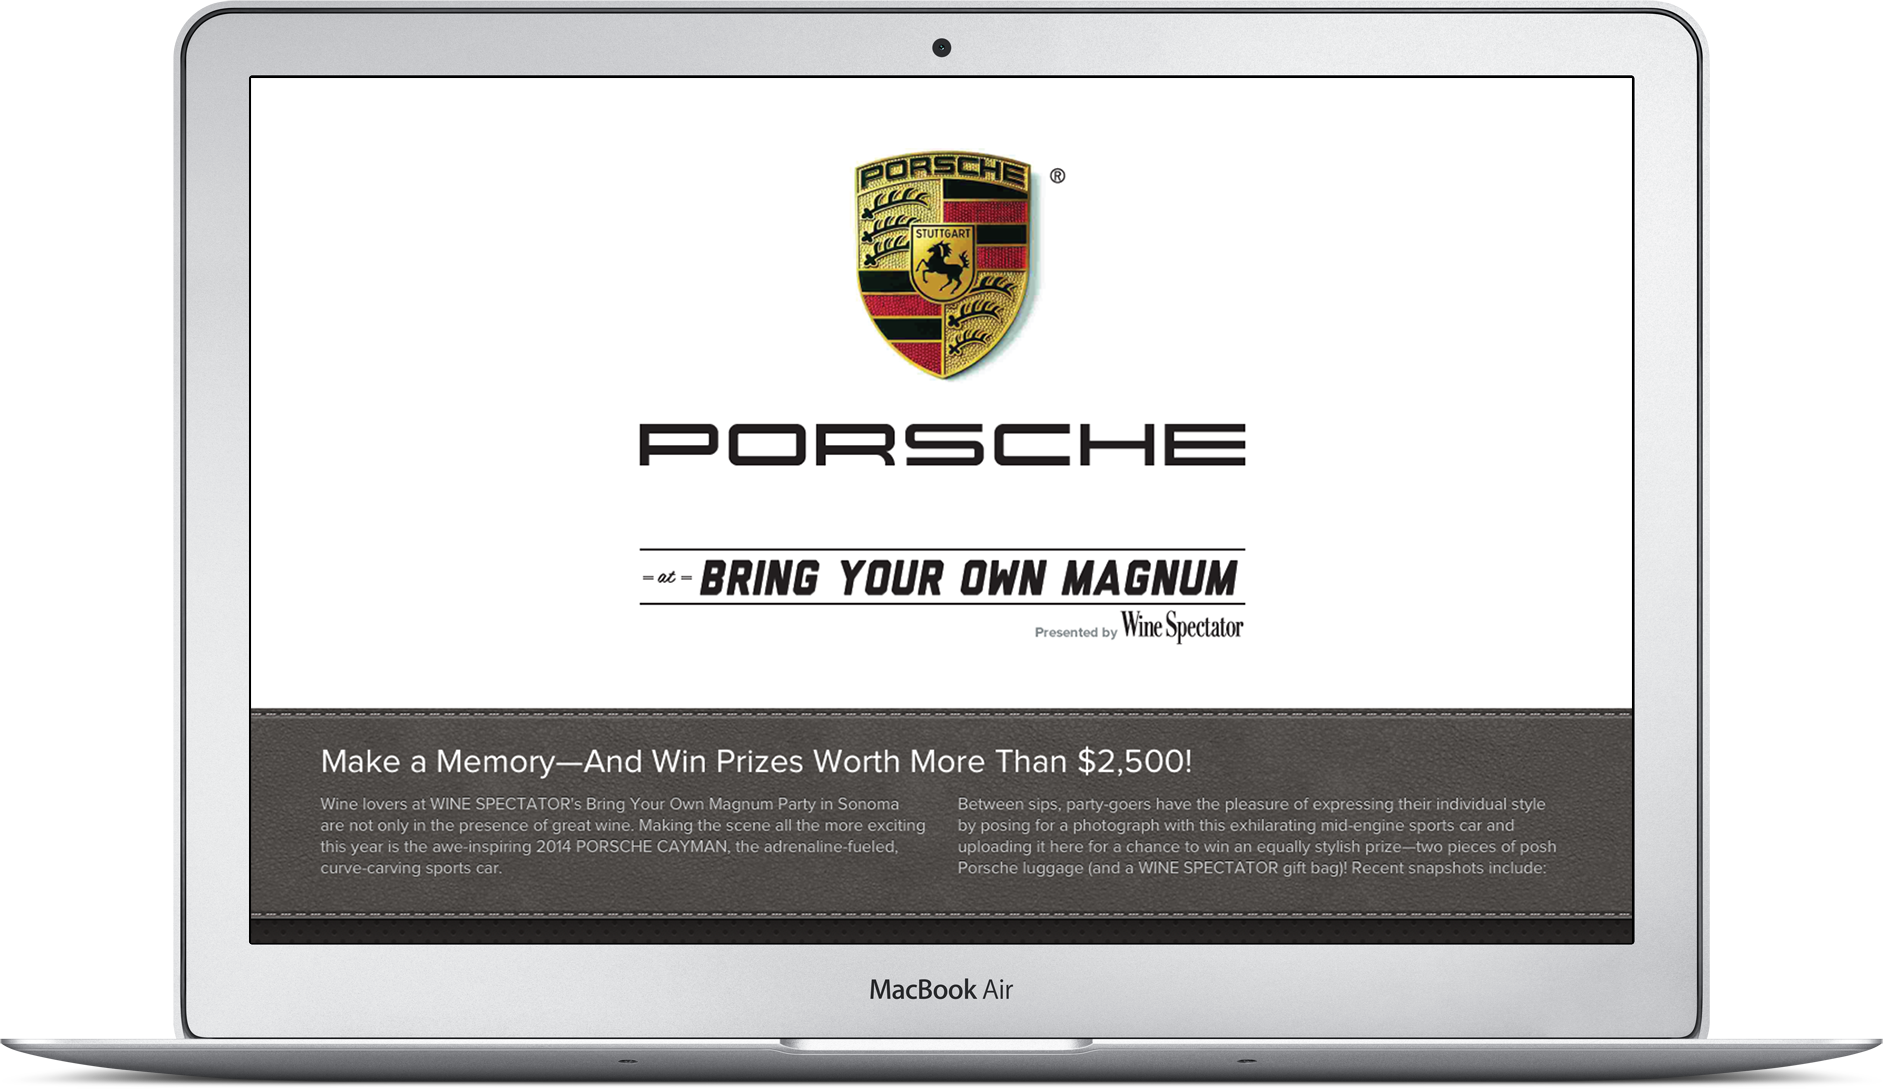 PORSCHE
®
STUTTGART
PORSCHE
at BRING YOUR OWN MAGNUM
Presented by Wine Spectator
Make a Memory—And Win Prizes Worth More Than $2,500!
Wine lovers at WINE SPECTATOR's Bring Your Own Magnum Party in Sonoma
are not only in the presence of great wine. Making the scene all the more exciting
this year is the awe-inspiring 2014 PORSCHE CAYMAN, the adrenaline-fueled,
curve-carving sports car.
Between sips, party-goers have the pleasure of expressing their individual style
by posing for a photograph with this exhilarating mid-engine sports car and
uploading it here for a chance to win an equally stylish prize—two pieces of posh
Porsche luggage (and a WINE SPECTATOR gift bag)! Recent snapshots include:
MacBook Air